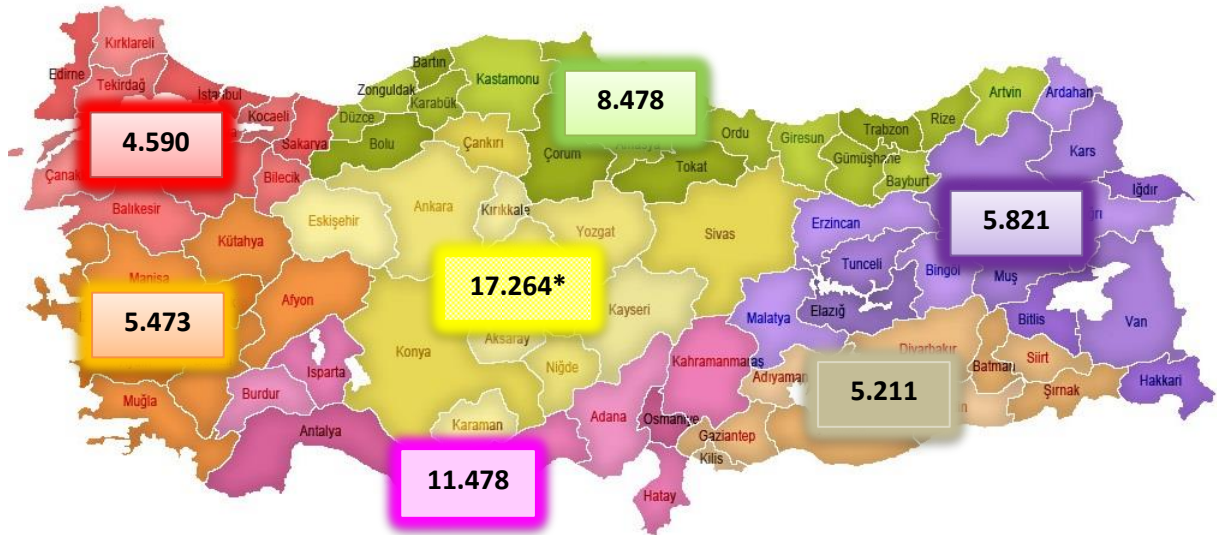 Kırklareli
Edirne
Tekirdağ
İstanbul
Kocaeli
Sakarya
Bilecik
Balıkesir
4.590
Bartın
Kastamonu
Zonguldak
Karabük
Düzce
Bolu
Çankırı
Çorum
8.478
Amasya
Ordu
Tokat
Giresun
Trabzon
Rize
Artvin
Gümüşhane
Bayburt
Ardahan
Kars
Iğdır
5.821
Erzincan
Tunceli
Bingöl
Muş
Malatya
Elazığ
Bitlis
Van
Hakkari
Eskişehir
Ankara
Kırıkkale
Yozgat
Sivas
17.264*
Kayseri
Aksaray
Konya
Niğde
Karaman
Kütahya
Manisa
Afyon
5.473
Muğla
Burdur
Isparta
Antalya
11.478
Adana
Osmaniye
Kahramanmaraş
Hatay
Adıyaman
Diyarbakır
Batman
Siirt
Şırnak
5.211
Gaziantep
Kilis